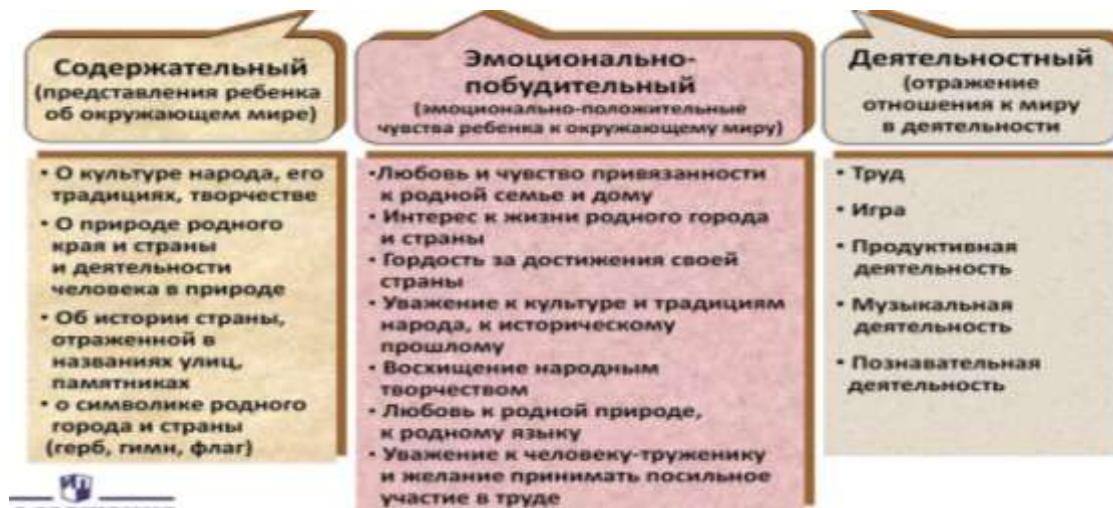 Содержательный
(представления ребенка
об окружающем мире)
• О культуре народа, его
традициях, творчестве
• О природе родного
края и страны
и деятельности
человека в природе
• Об истории страны,
отраженной в
названиях улиц,
памятниках
• о символике родного
города и страны
(герб, гимн, флаг)
Эмоционально-
побудительный
(эмоционально-положительные
чувства ребенка к окружающему миру)
•Любовь и чувство привязанности
к родной семье и дому
• Интерес к жизни родного города
и страны
• Гордость за достижения своей
страны
• Уважение к культуре и традициям
народа, к историческому
прошлому
• Восхищение народным
творчеством
• Любовь к родной природе,
к родному языку
• Уважение к человеку-труженику
и желание принимать посильное
участие в труде
Деятельностный
(отражение
отношения к миру
в деятельности
• Труд
• Игра
• Продуктивная
деятельность
• Музыкальная
деятельность
• Познавательная
деятельность